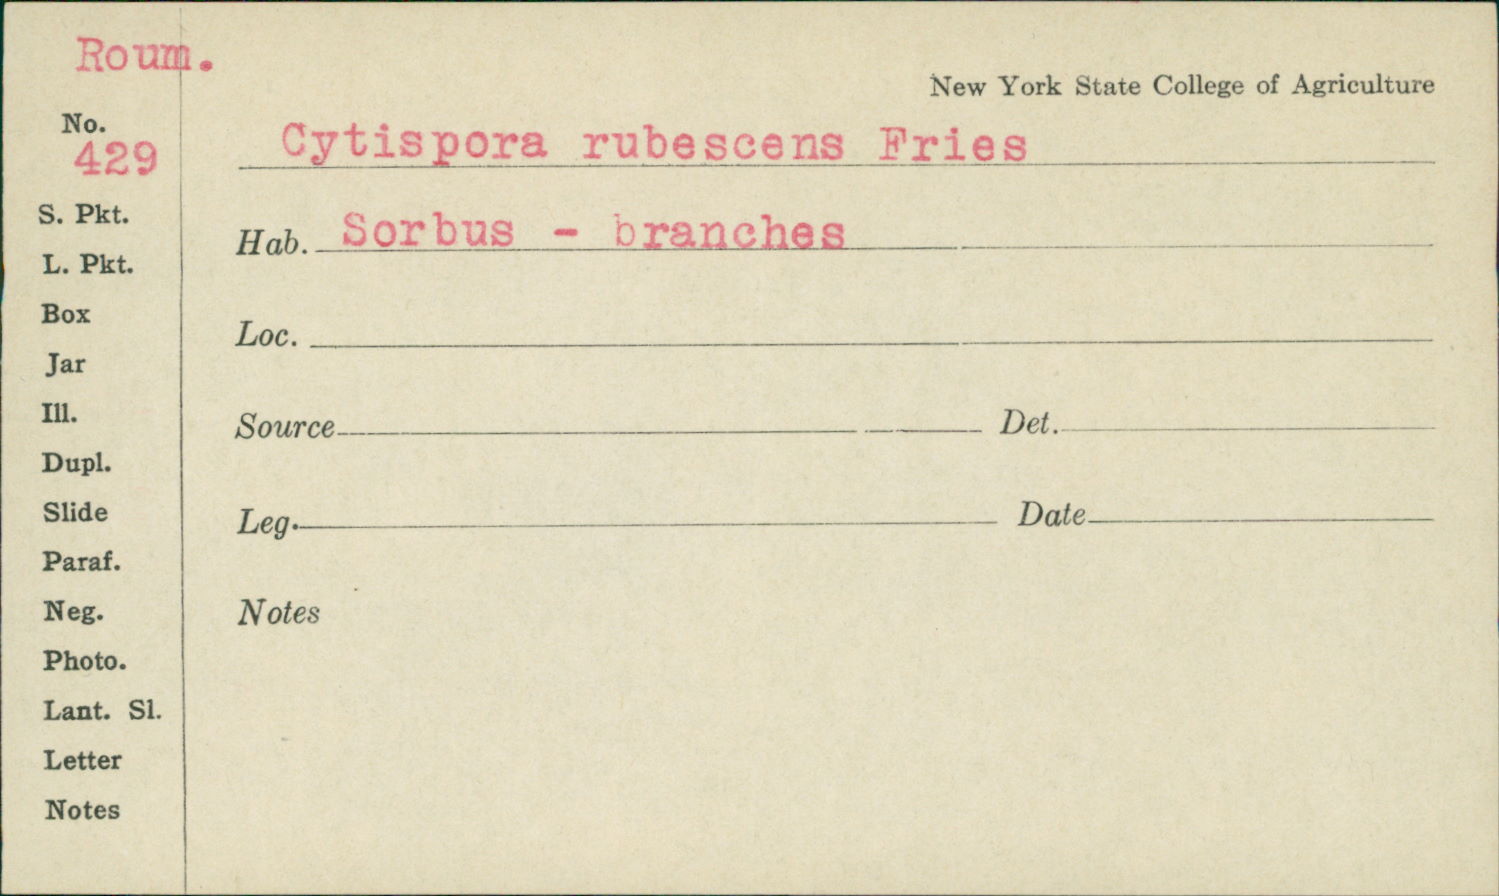 Roum.
New York State College of Agriculture
No.
429
Cytispora rubescens Fries
S. Pkt.
Hab. Sorbus - branches
L. Pkt.
Box
Loc.
Jar
Ill.
Source Det.
Dupl.
Slide
Leg. Date
Paraf.
Neg.
Notes
Photo.
Lant. Sl.
Letter
Notes